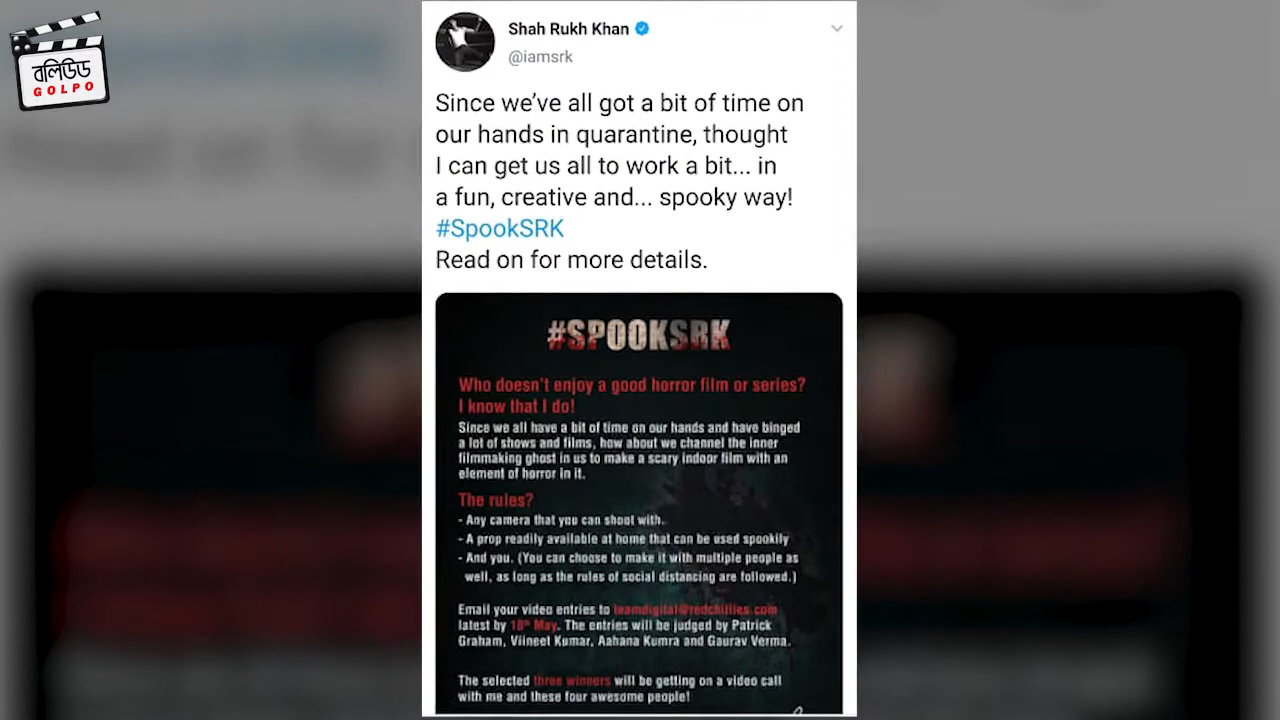 বলিউড
GOLPO
Shah Rukh Khan
@iamsrk
Since we've all got a bit of time on
our hands in quarantine, thought
I can get us all to work a bit... in
a fun, creative and... spooky way!
#SpookSRK
Read on for more details.
#SPOOKSRK
Who doesn't enjoy a good horror film or series?
I know that I do!
Since we all have a bit of time on our hands and have binged
a lot of shows and films, how about we channel the inner
filmmaking ghost in us to make a scary indoor film with an
element of horror in it.
The rules?
- Any camera that you can shoot with.
- A prop readily available at home that can be used spookily
- And you. (You can choose to make it with multiple people as
well, as long as the rules of social distancing are followed.)
Email your video entries to teamdigital@redchillies.com
latest by 18th May. The entries will be judged by Patrick
Graham, Viineet Kumar, Aahana Kumra and Gaurav Verma.
The selected three winners will be getting on a video call
with me and these four awesome people!